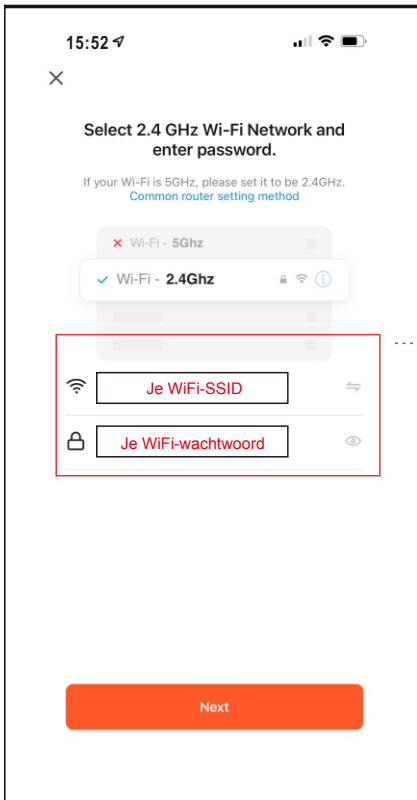 15:52
Select 2.4 GHz Wi-Fi Network and
enter password.
If your Wi-Fi is 5GHz, please set it to be 2.4GHz.
Common router setting method
Wi-Fi - 5Ghz
Wi-Fi - 2.4Ghz
Je WiFi-SSID
Je WiFi-wachtwoord
Next